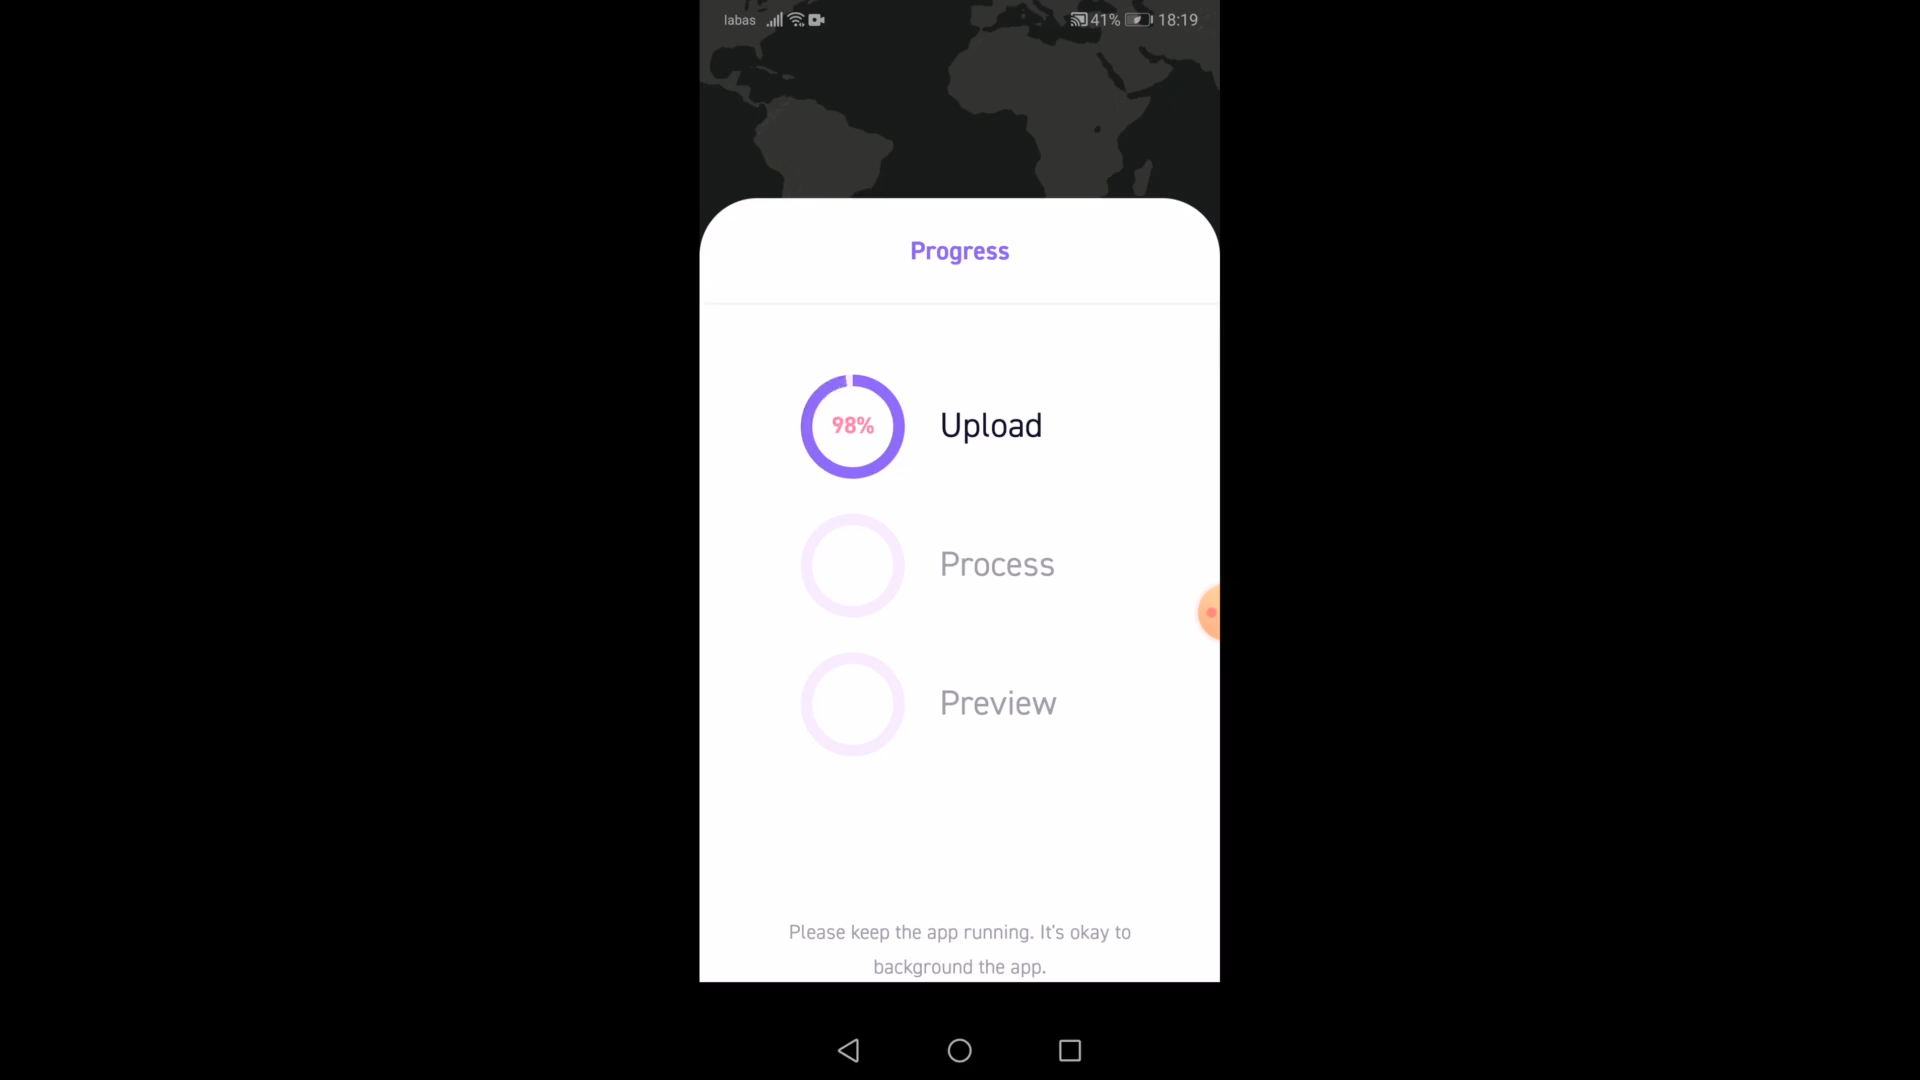 labas 41% 18:19
Progress
98% Upload
Process
Preview
Please keep the app running. It's okay to
background the app.